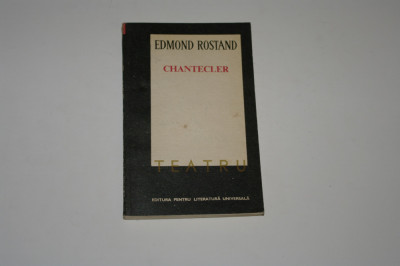 EDMOND ROSTAND
CHANTECLER
TEATRU
EDITURA PENTRU LITERATURĂ UNIVERSALĂ